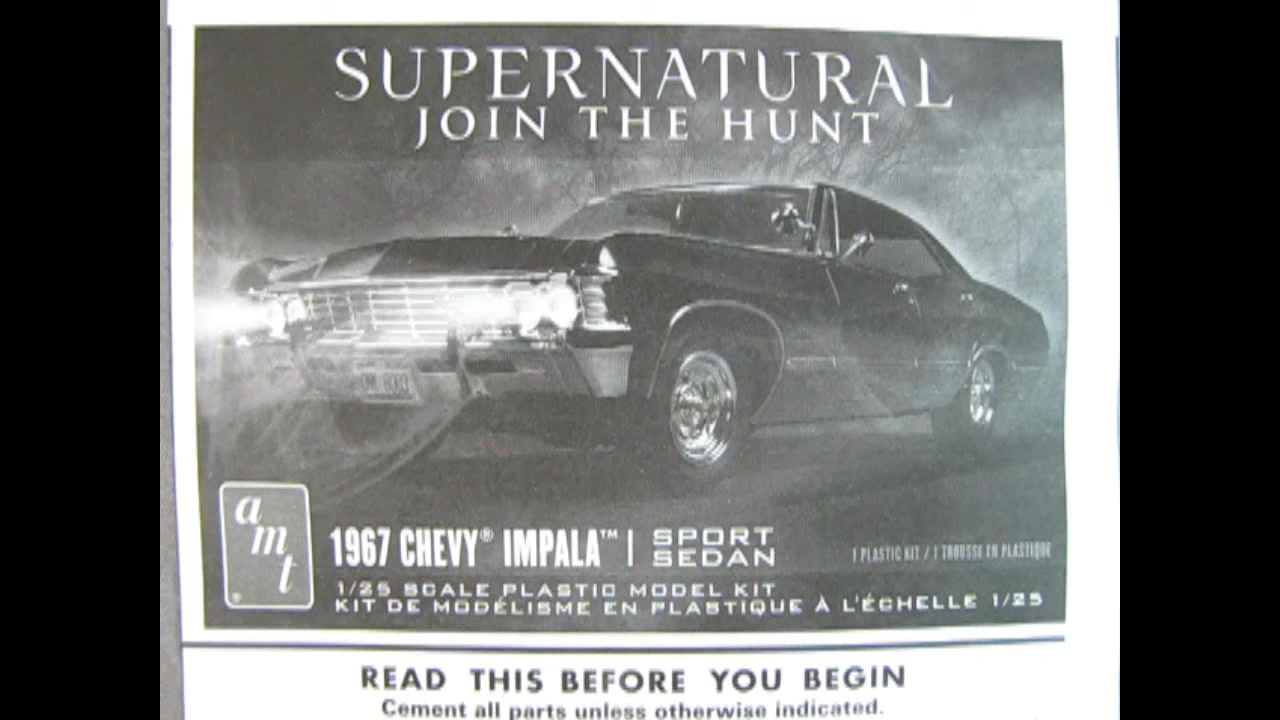 SUPERNATURAL
JOIN THE HUNT
amt
1967 CHEVY® IMPALA™ | SPORT SEDAN
1 PLASTIC KIT / 1 TROUSSE EN PLASTIQUE
1/25 SCALE PLASTIC MODEL KIT
KIT DE MODÉLISME EN PLASTIQUE À L'ÉCHELLE 1/25
READ THIS BEFORE YOU BEGIN
Cement all parts unless otherwise indicated.